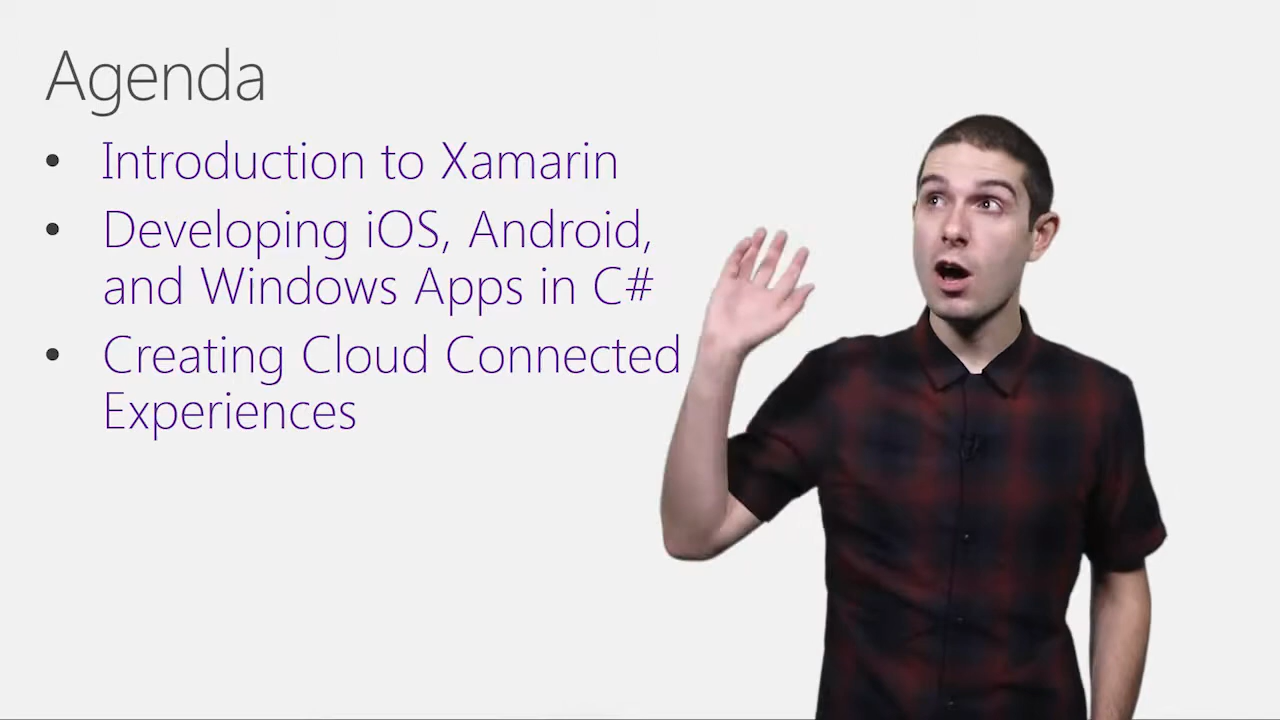 Agenda
• Introduction to Xamarin
• Developing iOS, Android,
and Windows Apps in C#
• Creating Cloud Connected
Experiences